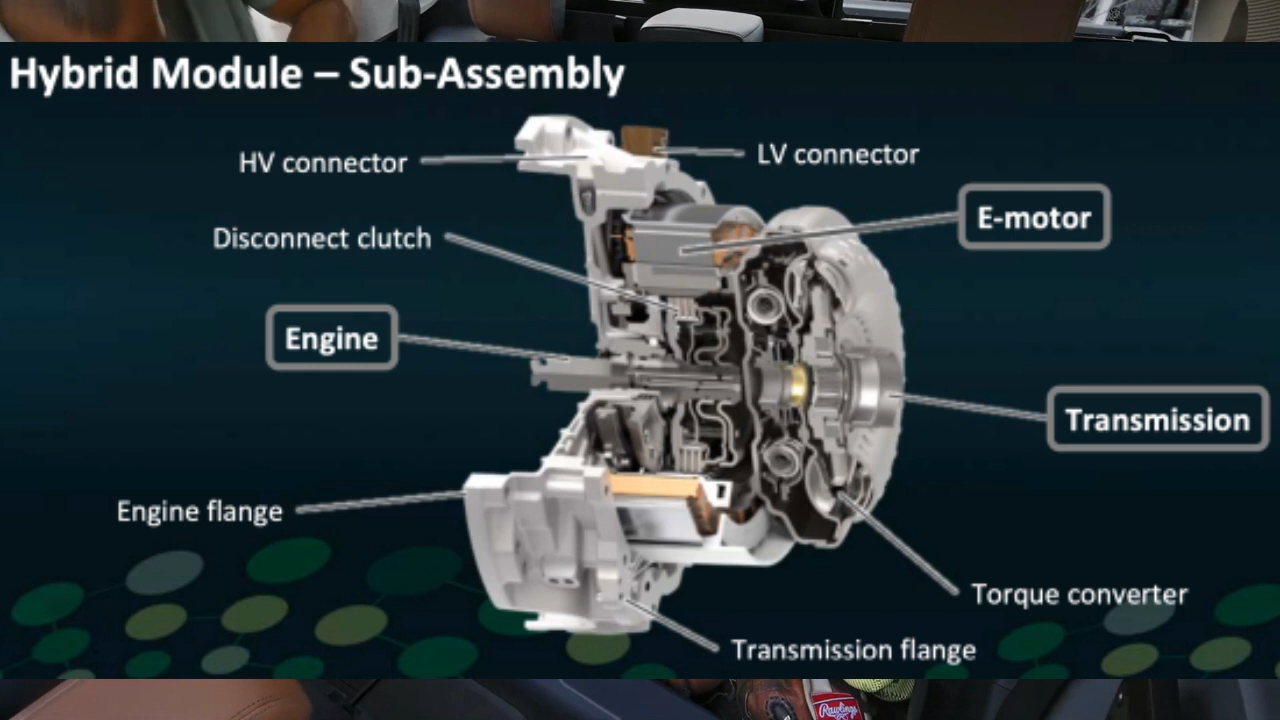 Hybrid Module – Sub-Assembly
HV connector
LV connector
E-motor
Disconnect clutch
Engine
Transmission
Engine flange
Torque converter
Transmission flange
Rawlings